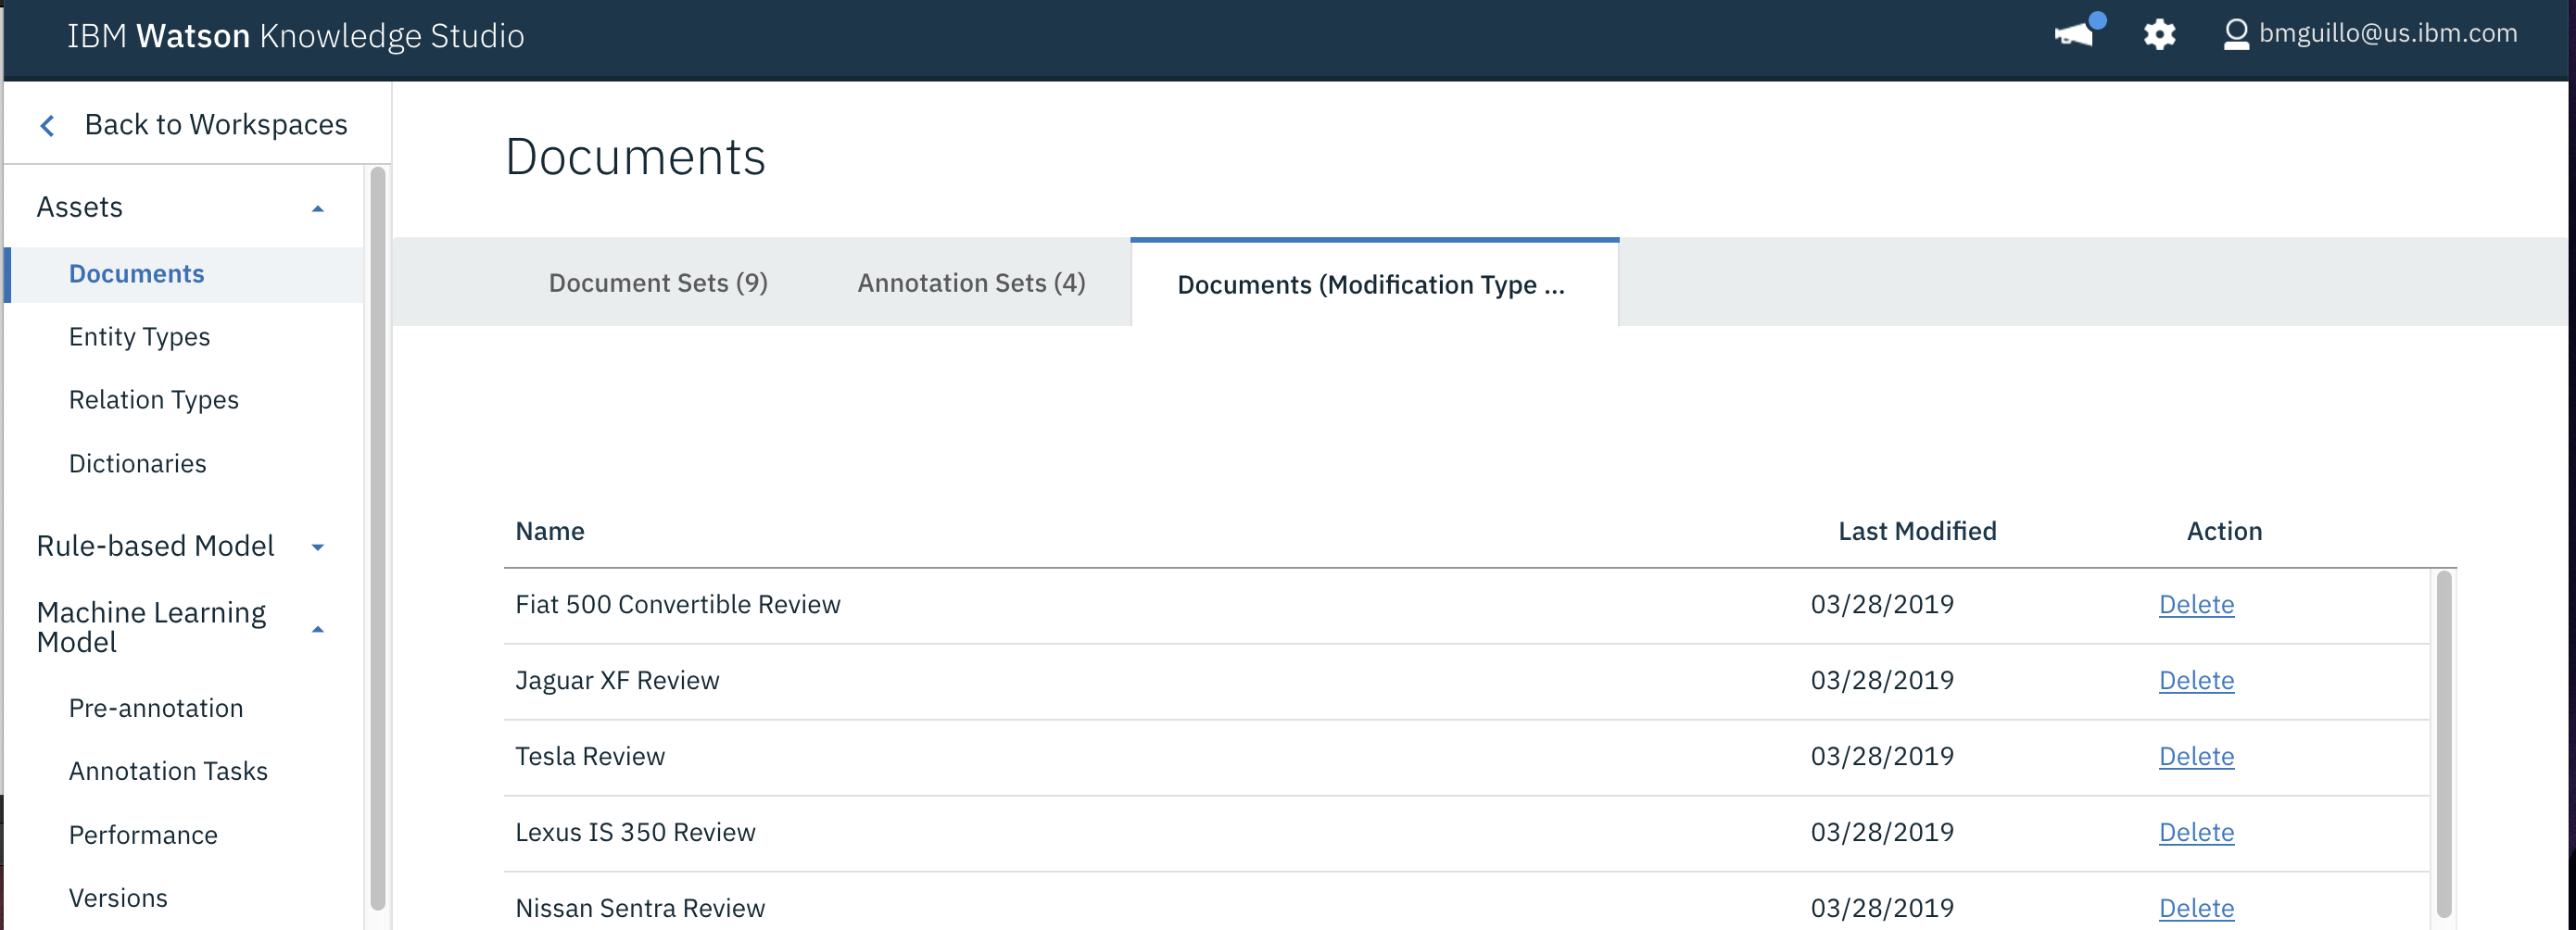 IBM Watson Knowledge Studio
bmguillo@us.ibm.com
Back to Workspaces
Assets
Documents
Entity Types
Relation Types
Dictionaries
Rule-based Model
Machine Learning
Model
Pre-annotation
Annotation Tasks
Performance
Versions
Documents
Document Sets (9) Annotation Sets (4) Documents (Modification Type ...
Name Last Modified Action
Fiat 500 Convertible Review 03/28/2019 Delete
Jaguar XF Review 03/28/2019 Delete
Tesla Review 03/28/2019 Delete
Lexus IS 350 Review 03/28/2019 Delete
Nissan Sentra Review 03/28/2019 Delete